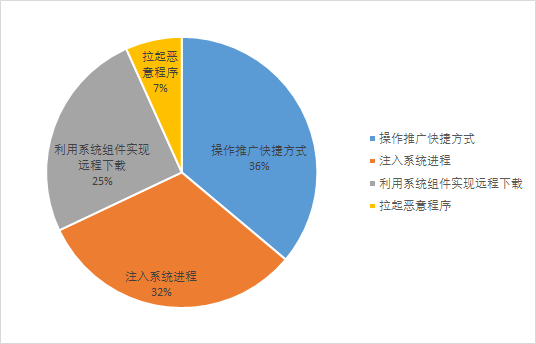 拉起恶
意程序
7%
操作推广快捷方式
36%
利用系统组件实现
远程下载
25%
注入系统进程
32%
操作推广快捷方式
注入系统进程
利用系统组件实现远程下载
拉起恶意程序